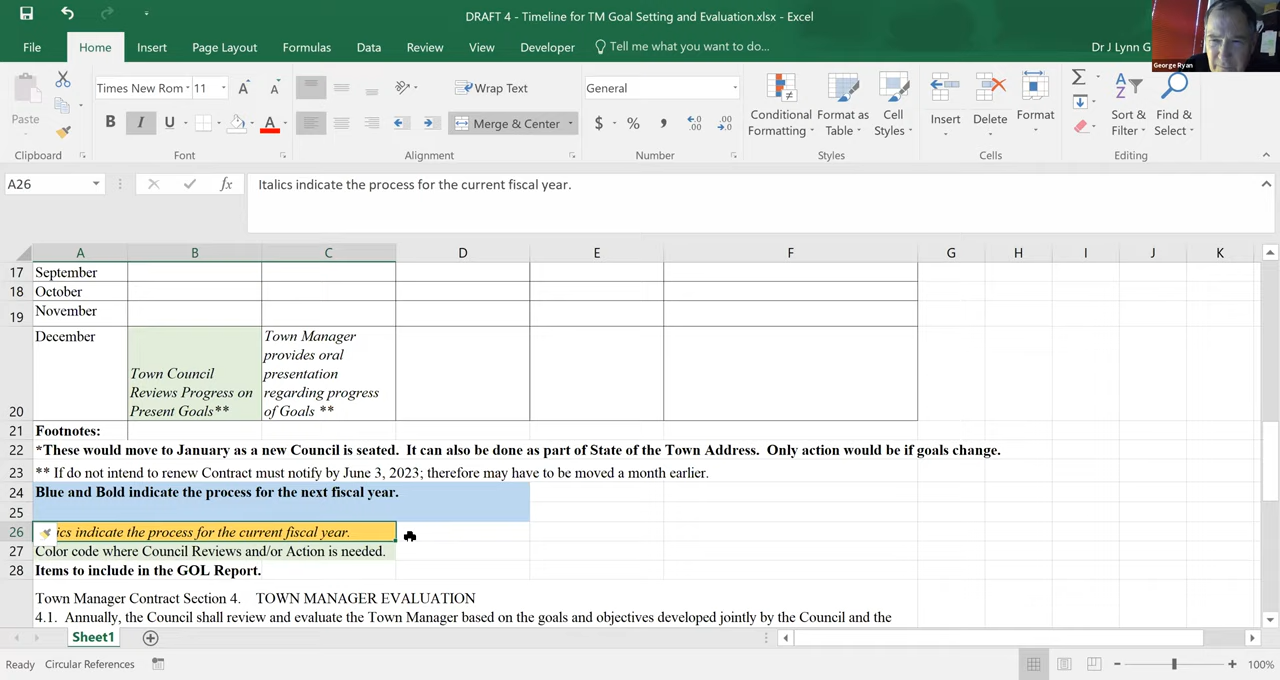 DRAFT 4 - Timeline for TM Goal Setting and Evaluation.xlsx - Excel
File Home Insert Page Layout Formulas Data Review View Developer Tell me what you want to do... Dr J Lynn G
George Ryan
Paste
Times New Rom 11
B I U A
Wrap Text
Merge & Center
General
$ % ,
Conditional Formatting
Format as Table
Cell Styles
Insert
Delete
Format
Sort & Filter
Find & Select
Clipboard Font Alignment Number Styles Cells Editing
A26 fx Italics indicate the process for the current fiscal year.
A B C D E F G H I J K
17 September
18 October
19 November
20 December
Town Council
Reviews Progress on
Present Goals**
Town Manager
provides oral
presentation
regarding progress
of Goals **
21 Footnotes:
22 *These would move to January as a new Council is seated. It can also be done as part of State of the Town Address. Only action would be if goals change.
23 ** If do not intend to renew Contract must notify by June 3, 2023; therefore may have to be moved a month earlier.
24 Blue and Bold indicate the process for the next fiscal year.
25
26 ics indicate the process for the current fiscal year.
27 Color code where Council Reviews and/or Action is needed.
28 Items to include in the GOL Report.
Town Manager Contract Section 4. TOWN MANAGER EVALUATION
4.1. Annually, the Council shall review and evaluate the Town Manager based on the goals and objectives developed jointly by the Council and the
Sheet1
Ready Circular References 100%